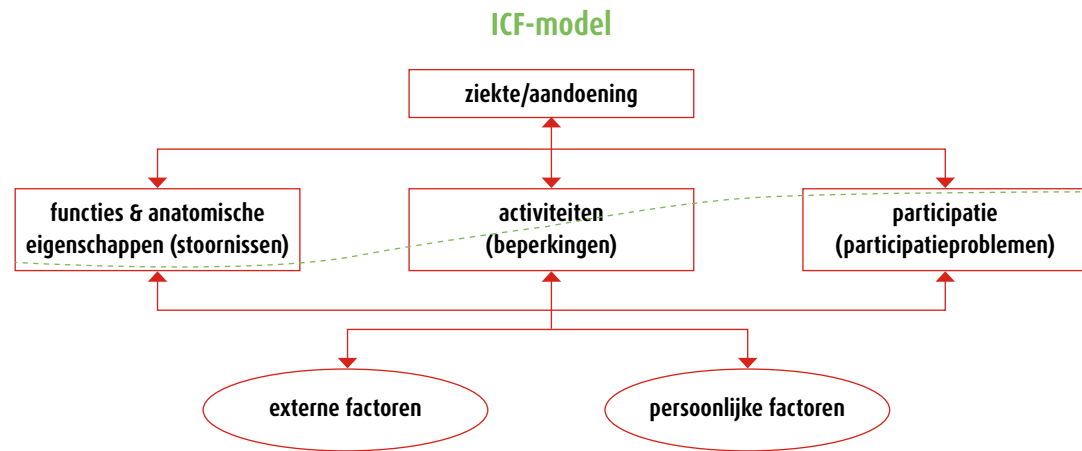 ICF-model
ziekte/aandoening
functies & anatomische
eigenschappen (stoornissen)
activiteiten
(beperkingen)
participatie
(participatieproblemen)
externe factoren
persoonlijke factoren